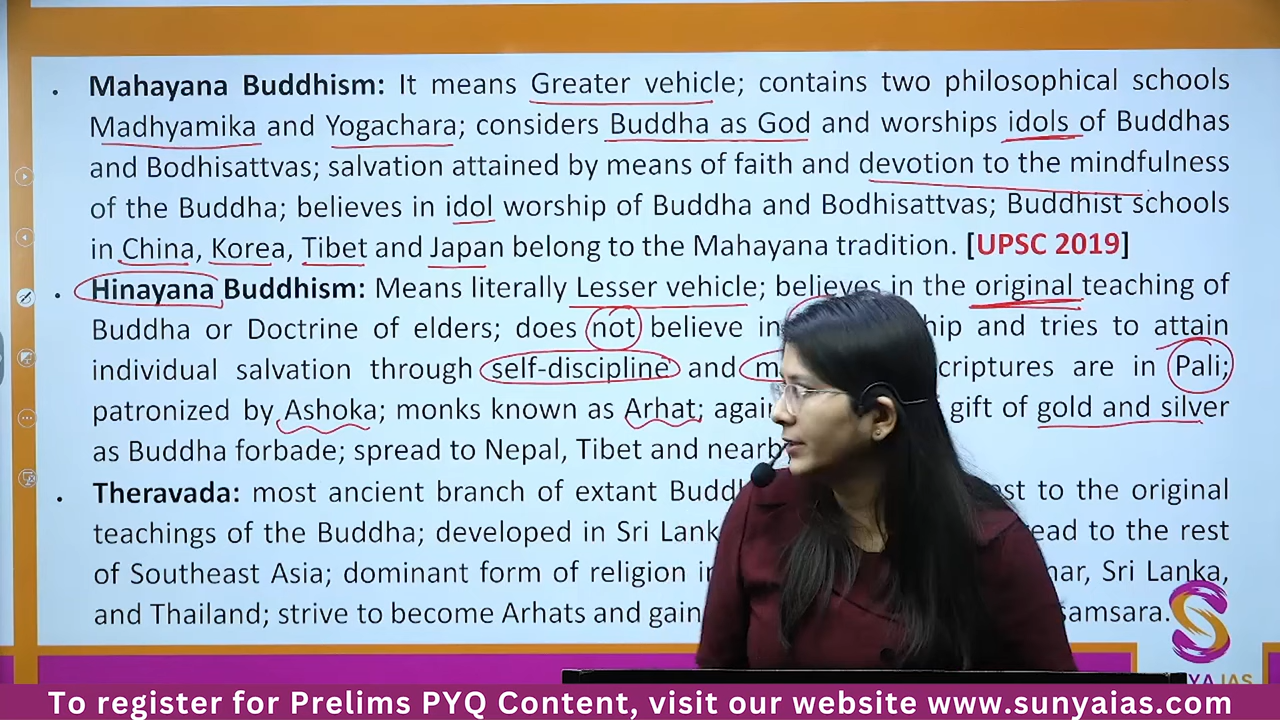 • Mahayana Buddhism: It means Greater vehicle; contains two philosophical schools
Madhyamika and Yogachara; considers Buddha as God and worships idols of Buddhas
and Bodhisattvas; salvation attained by means of faith and devotion to the mindfulness
of the Buddha; believes in idol worship of Buddha and Bodhisattvas; Buddhist schools
in China, Korea, Tibet and Japan belong to the Mahayana tradition. [UPSC 2019]
• Hinayana Buddhism: Means literally Lesser vehicle; believes in the original teaching of
Buddha or Doctrine of elders; does not believe in and tries to attain
individual salvation through self-discipline and are in Pali;
patronized by Ashoka; monks known as Arhat; gift of gold and silver
as Buddha forbade; spread to Nepal, Tibet and
• Theravada: most ancient branch of extant to the original
teachings of the Buddha; developed in Sri to the rest
of Southeast Asia; dominant form of religion Sri Lanka,
and Thailand; strive to become Arhats and gain samsara.
To register for Prelims PYQ Content, visit our website www.sunyaias.com